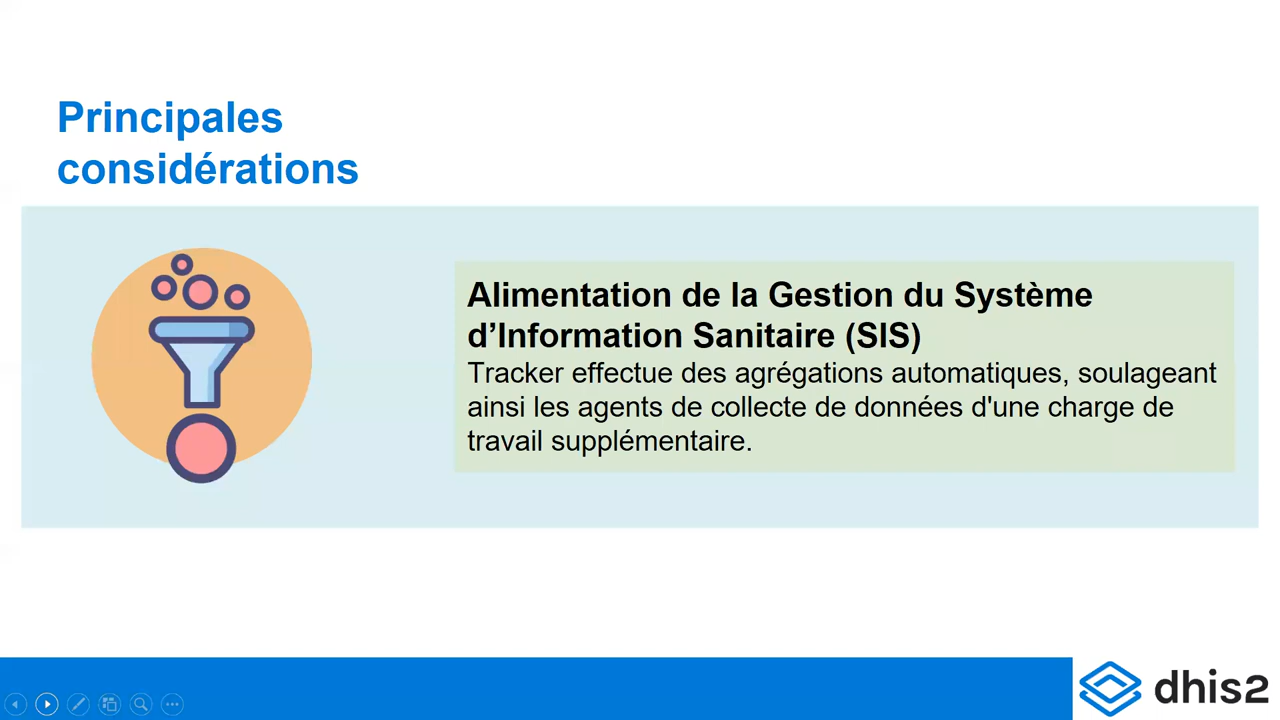 Principales
considérations
Alimentation de la Gestion du Système
d’Information Sanitaire (SIS)
Tracker effectue des agrégations automatiques, soulageant
ainsi les agents de collecte de données d'une charge de
travail supplémentaire.
dhis2